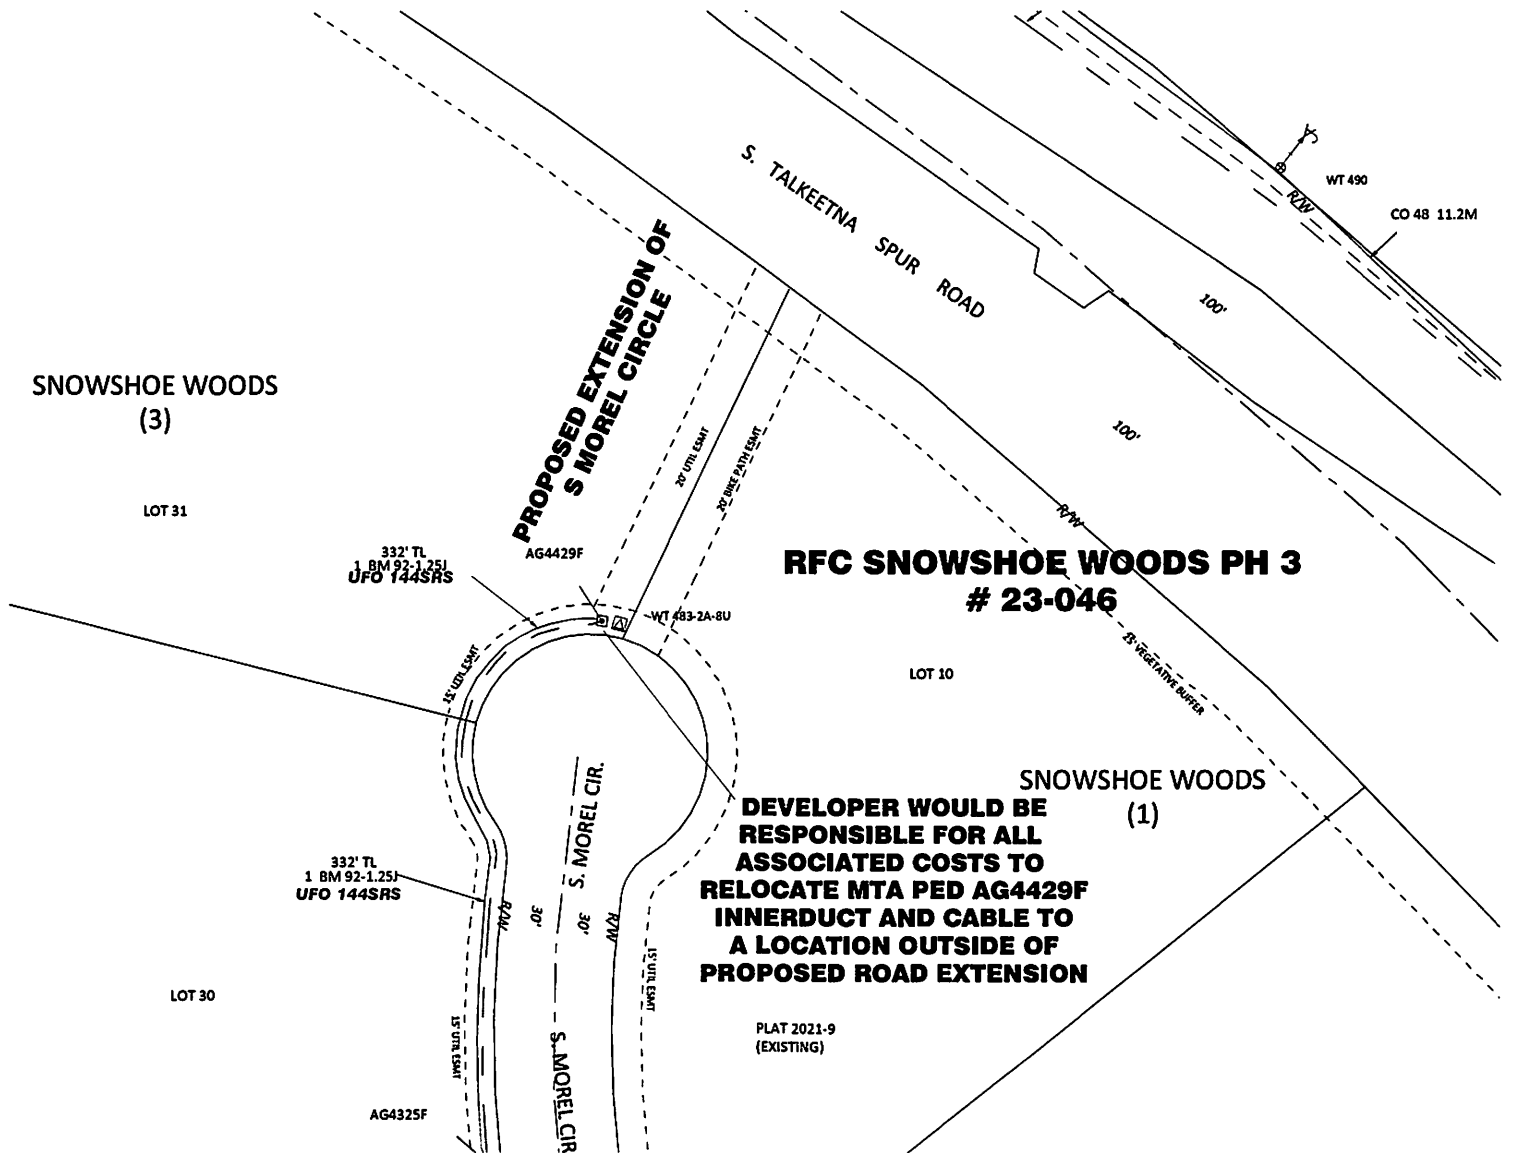 S. TALKEETNA SPUR ROAD
WT 490
R/W
CO 48 11.2M
100'
100'
PROPOSED EXTENSION OF
S MOREL CIRCLE
SNOWSHOE WOODS
(3)
20' UTIL ESMT
20' BIKE PATH ESMT
LOT 31
R/W
332' TL
1 BM 92-1.25J
UFO 144SRS
AG4429F
RFC SNOWSHOE WOODS PH 3
# 23-046
WT 483-2A-8U
15' UTIL ESMT
LOT 10
VEGETATIVE BUFFER
SNOWSHOE WOODS
(1)
S. MOREL CIR.
DEVELOPER WOULD BE
RESPONSIBLE FOR ALL
ASSOCIATED COSTS TO
RELOCATE MTA PED AG4429F
INNERDUCT AND CABLE TO
A LOCATION OUTSIDE OF
PROPOSED ROAD EXTENSION
332' TL
1 BM 92-1.25J
UFO 144SRS
R/W
30'
30'
R/W
15' UTIL ESMT
LOT 30
15' UTIL ESMT
PLAT 2021-9
(EXISTING)
S. MOREL CIR
AG4325F